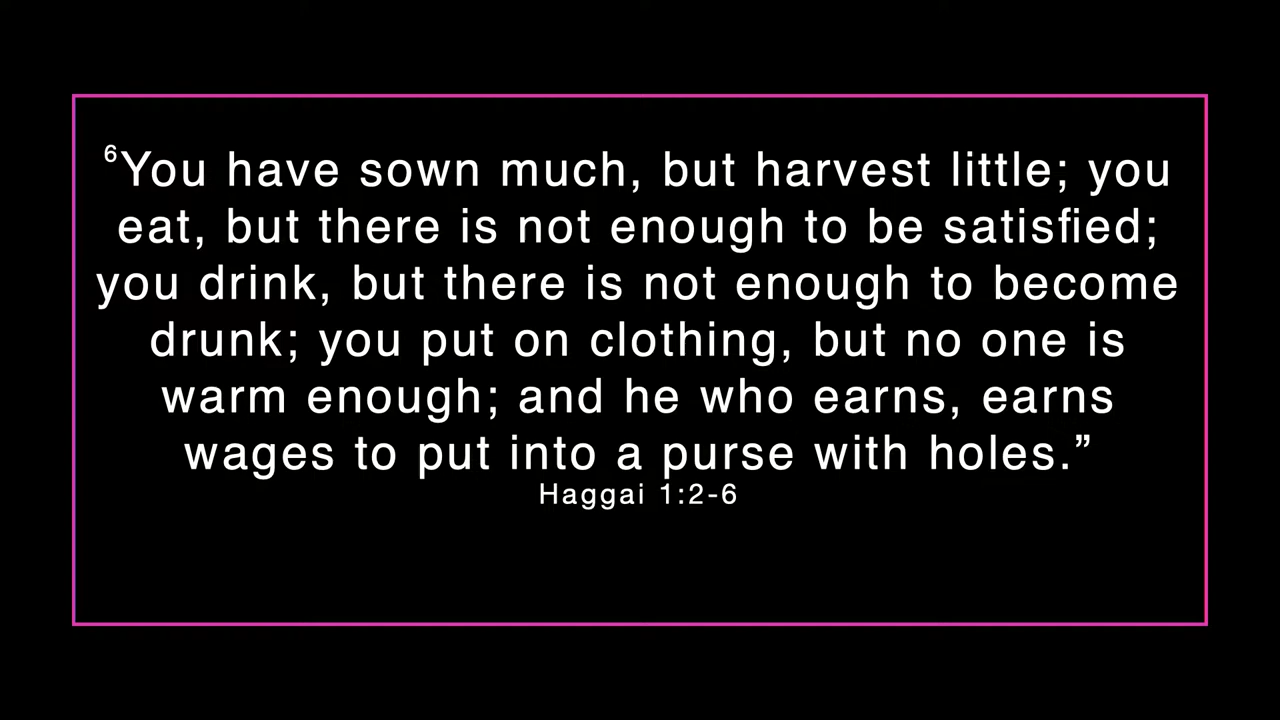 ⁶You have sown much, but harvest little; you
eat, but there is not enough to be satisfied;
you drink, but there is not enough to become
drunk; you put on clothing, but no one is
warm enough; and he who earns, earns
wages to put into a purse with holes.”
Haggai 1:2-6